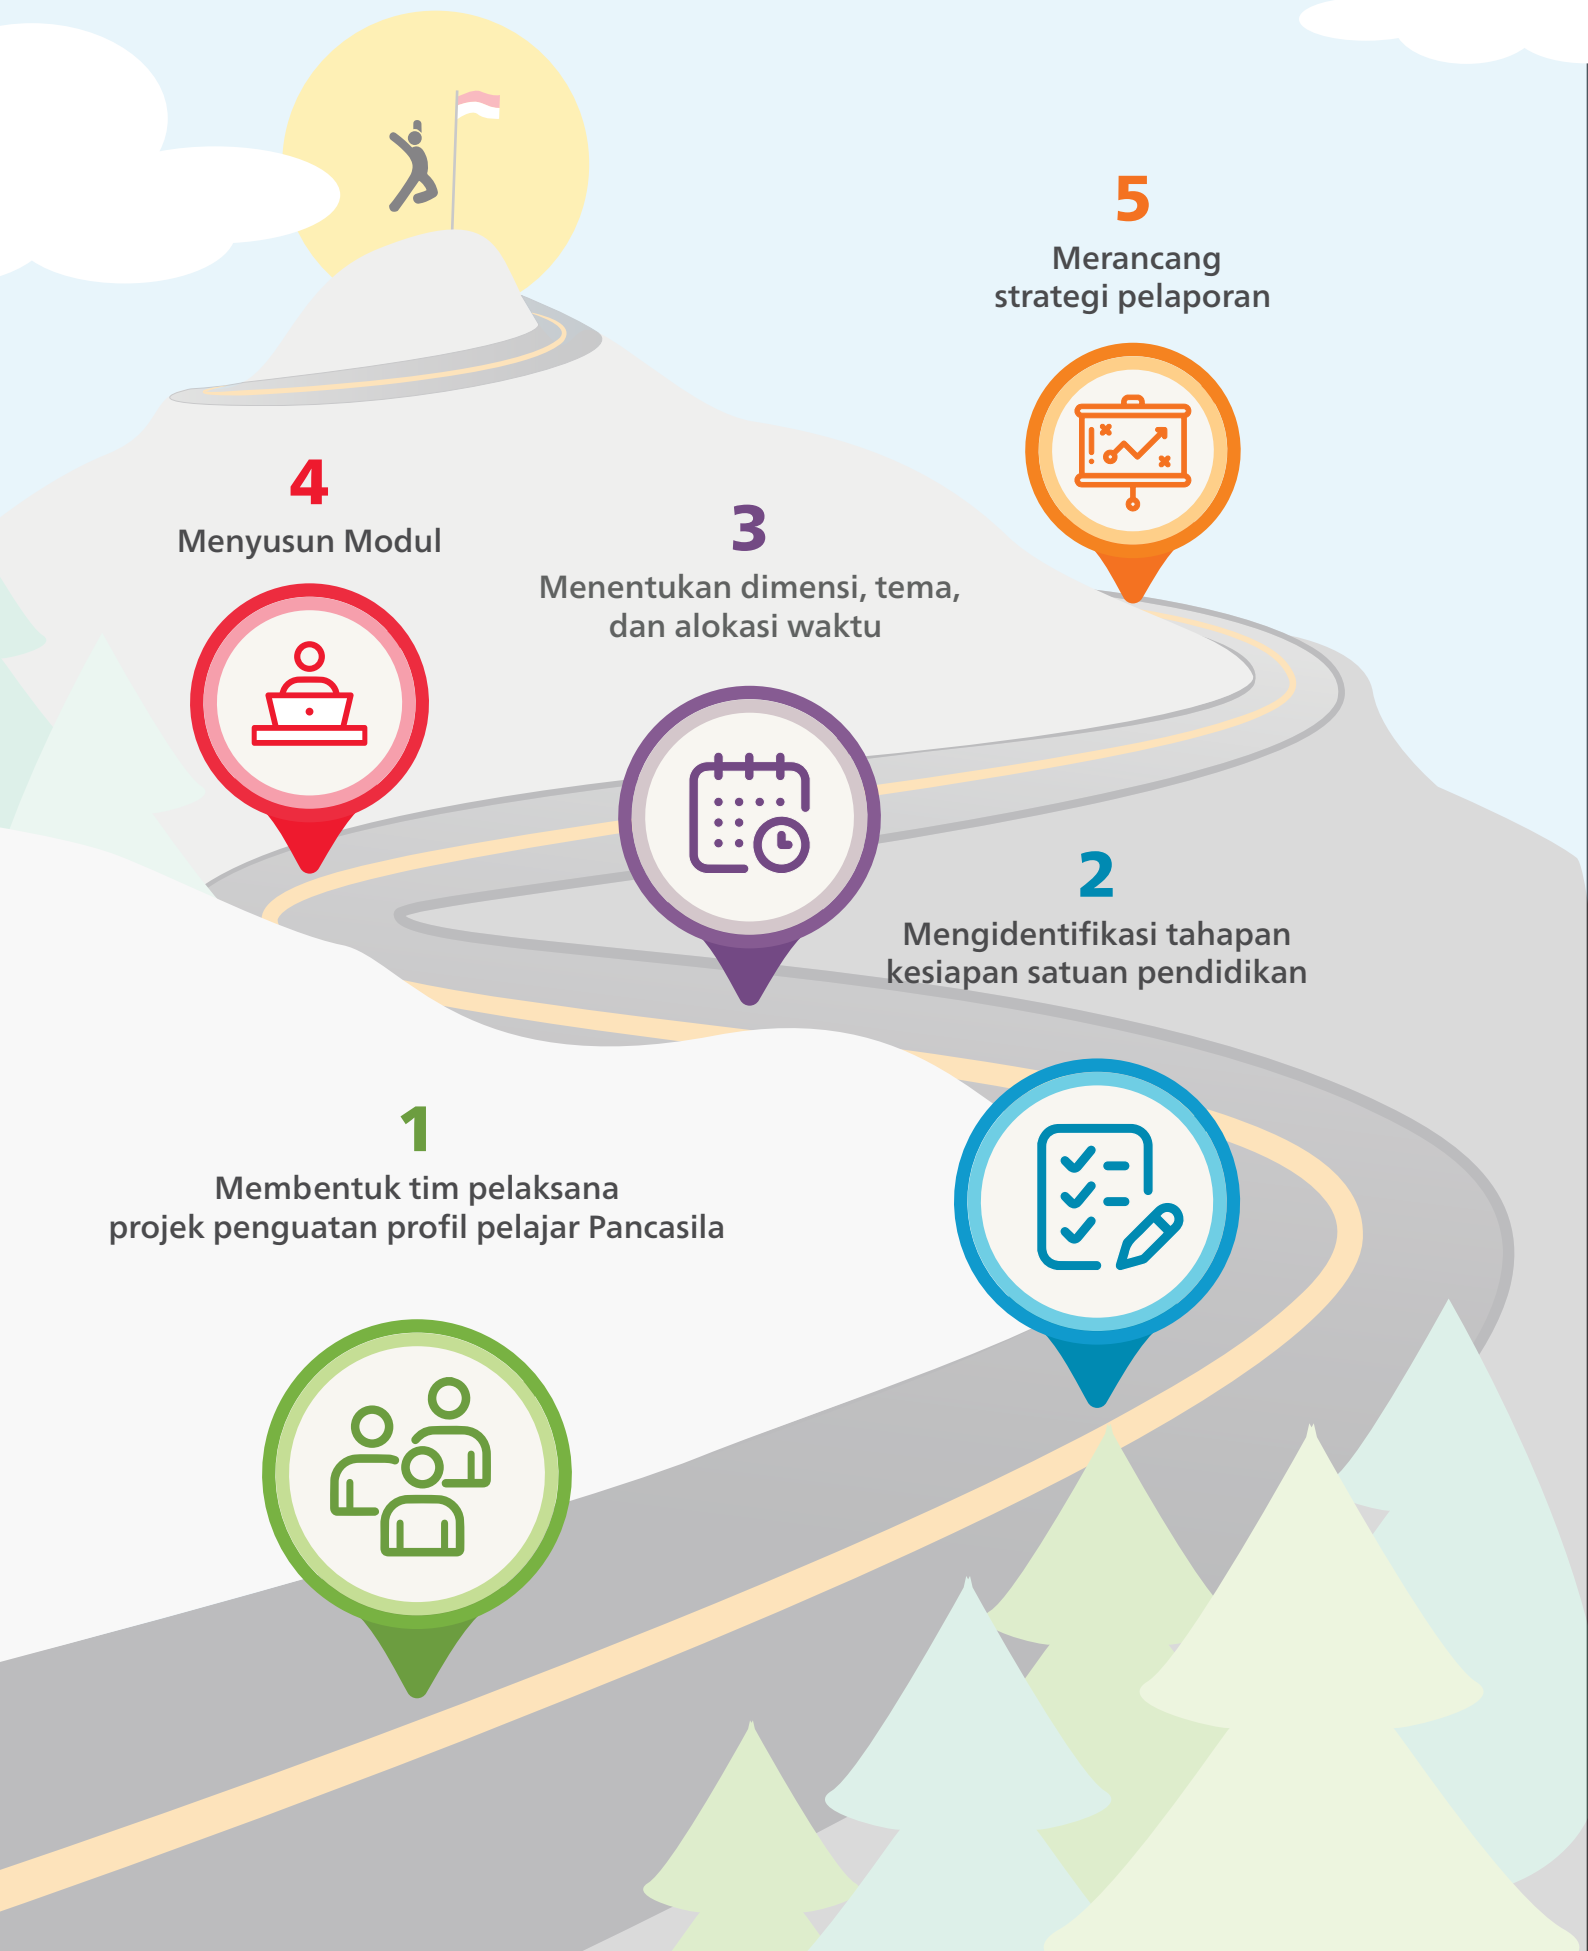 5
Merancang
strategi pelaporan
4
Menyusun Modul
3
Menentukan dimensi, tema,
dan alokasi waktu
2
Mengidentifikasi tahapan
kesiapan satuan pendidikan
1
Membentuk tim pelaksana
projek penguatan profil pelajar Pancasila